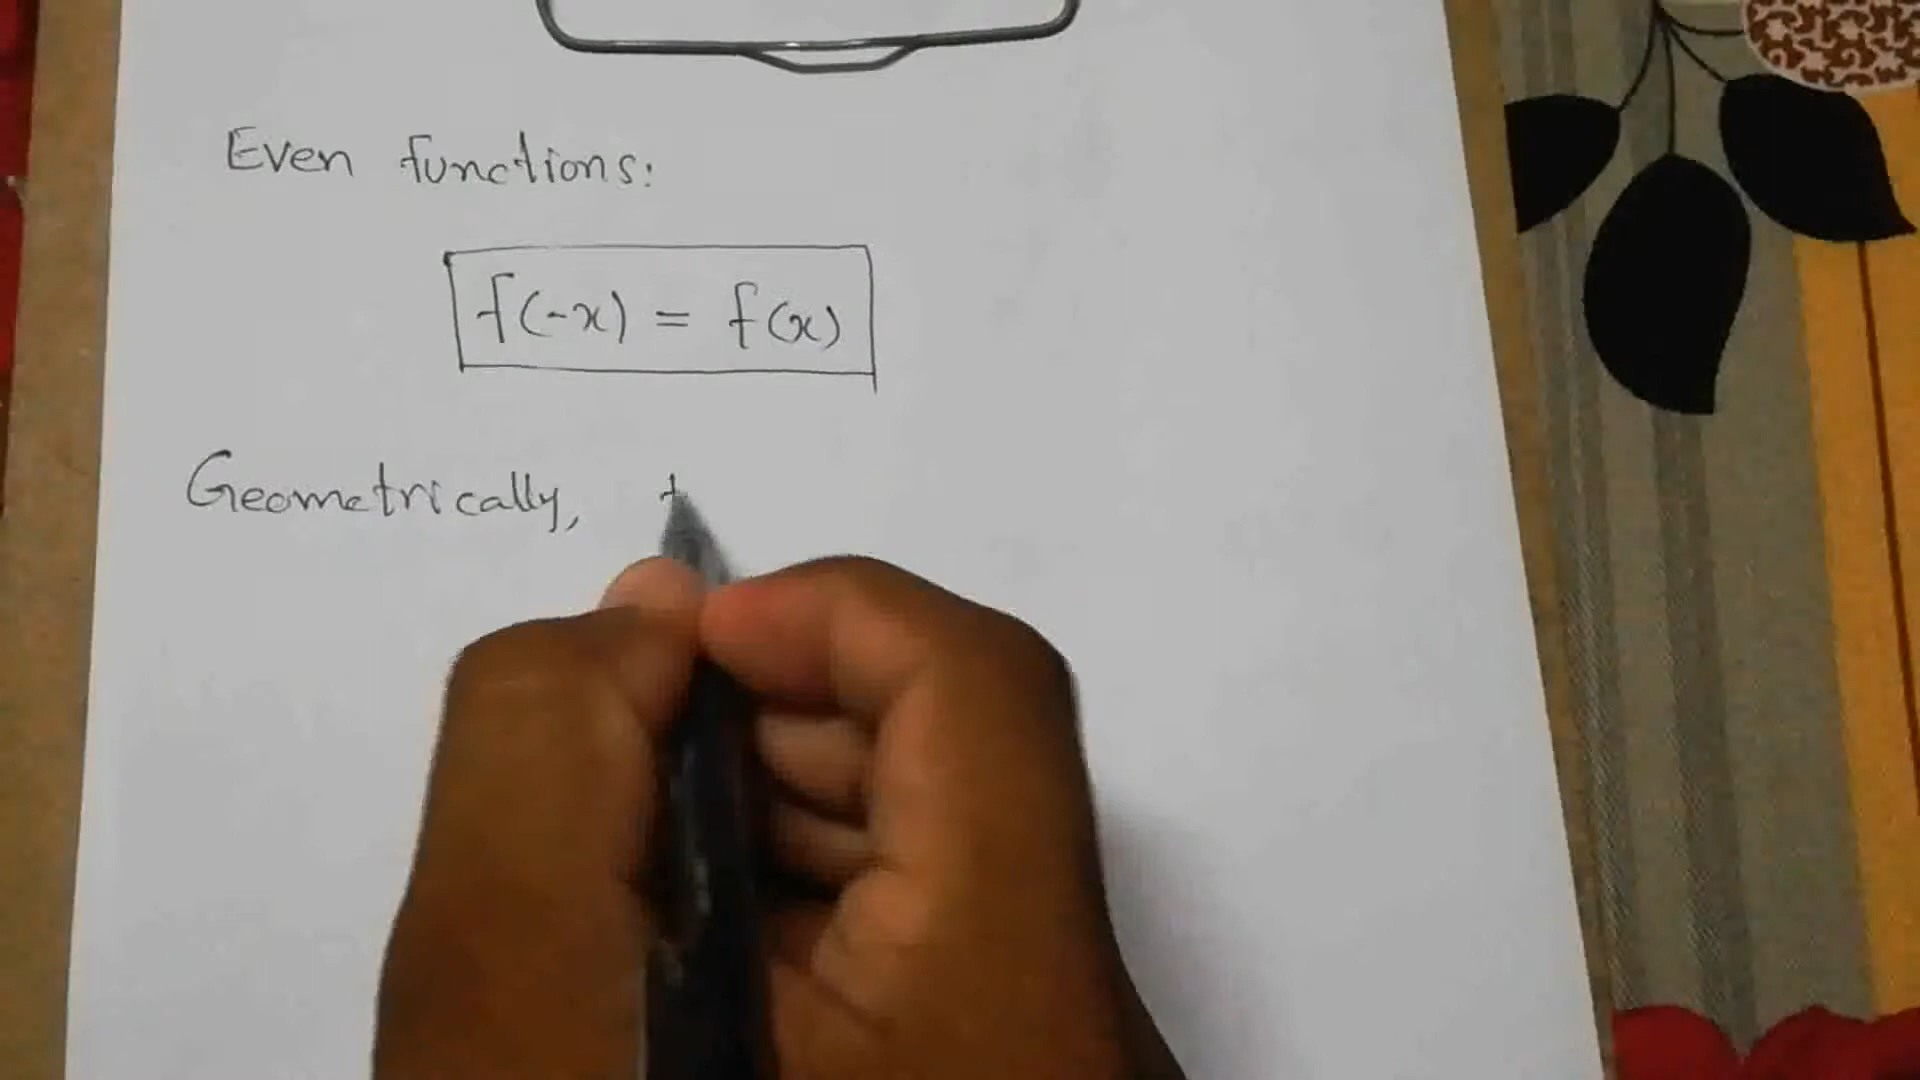 Even functions:
f(-x) = f(x)
Geometrically, t